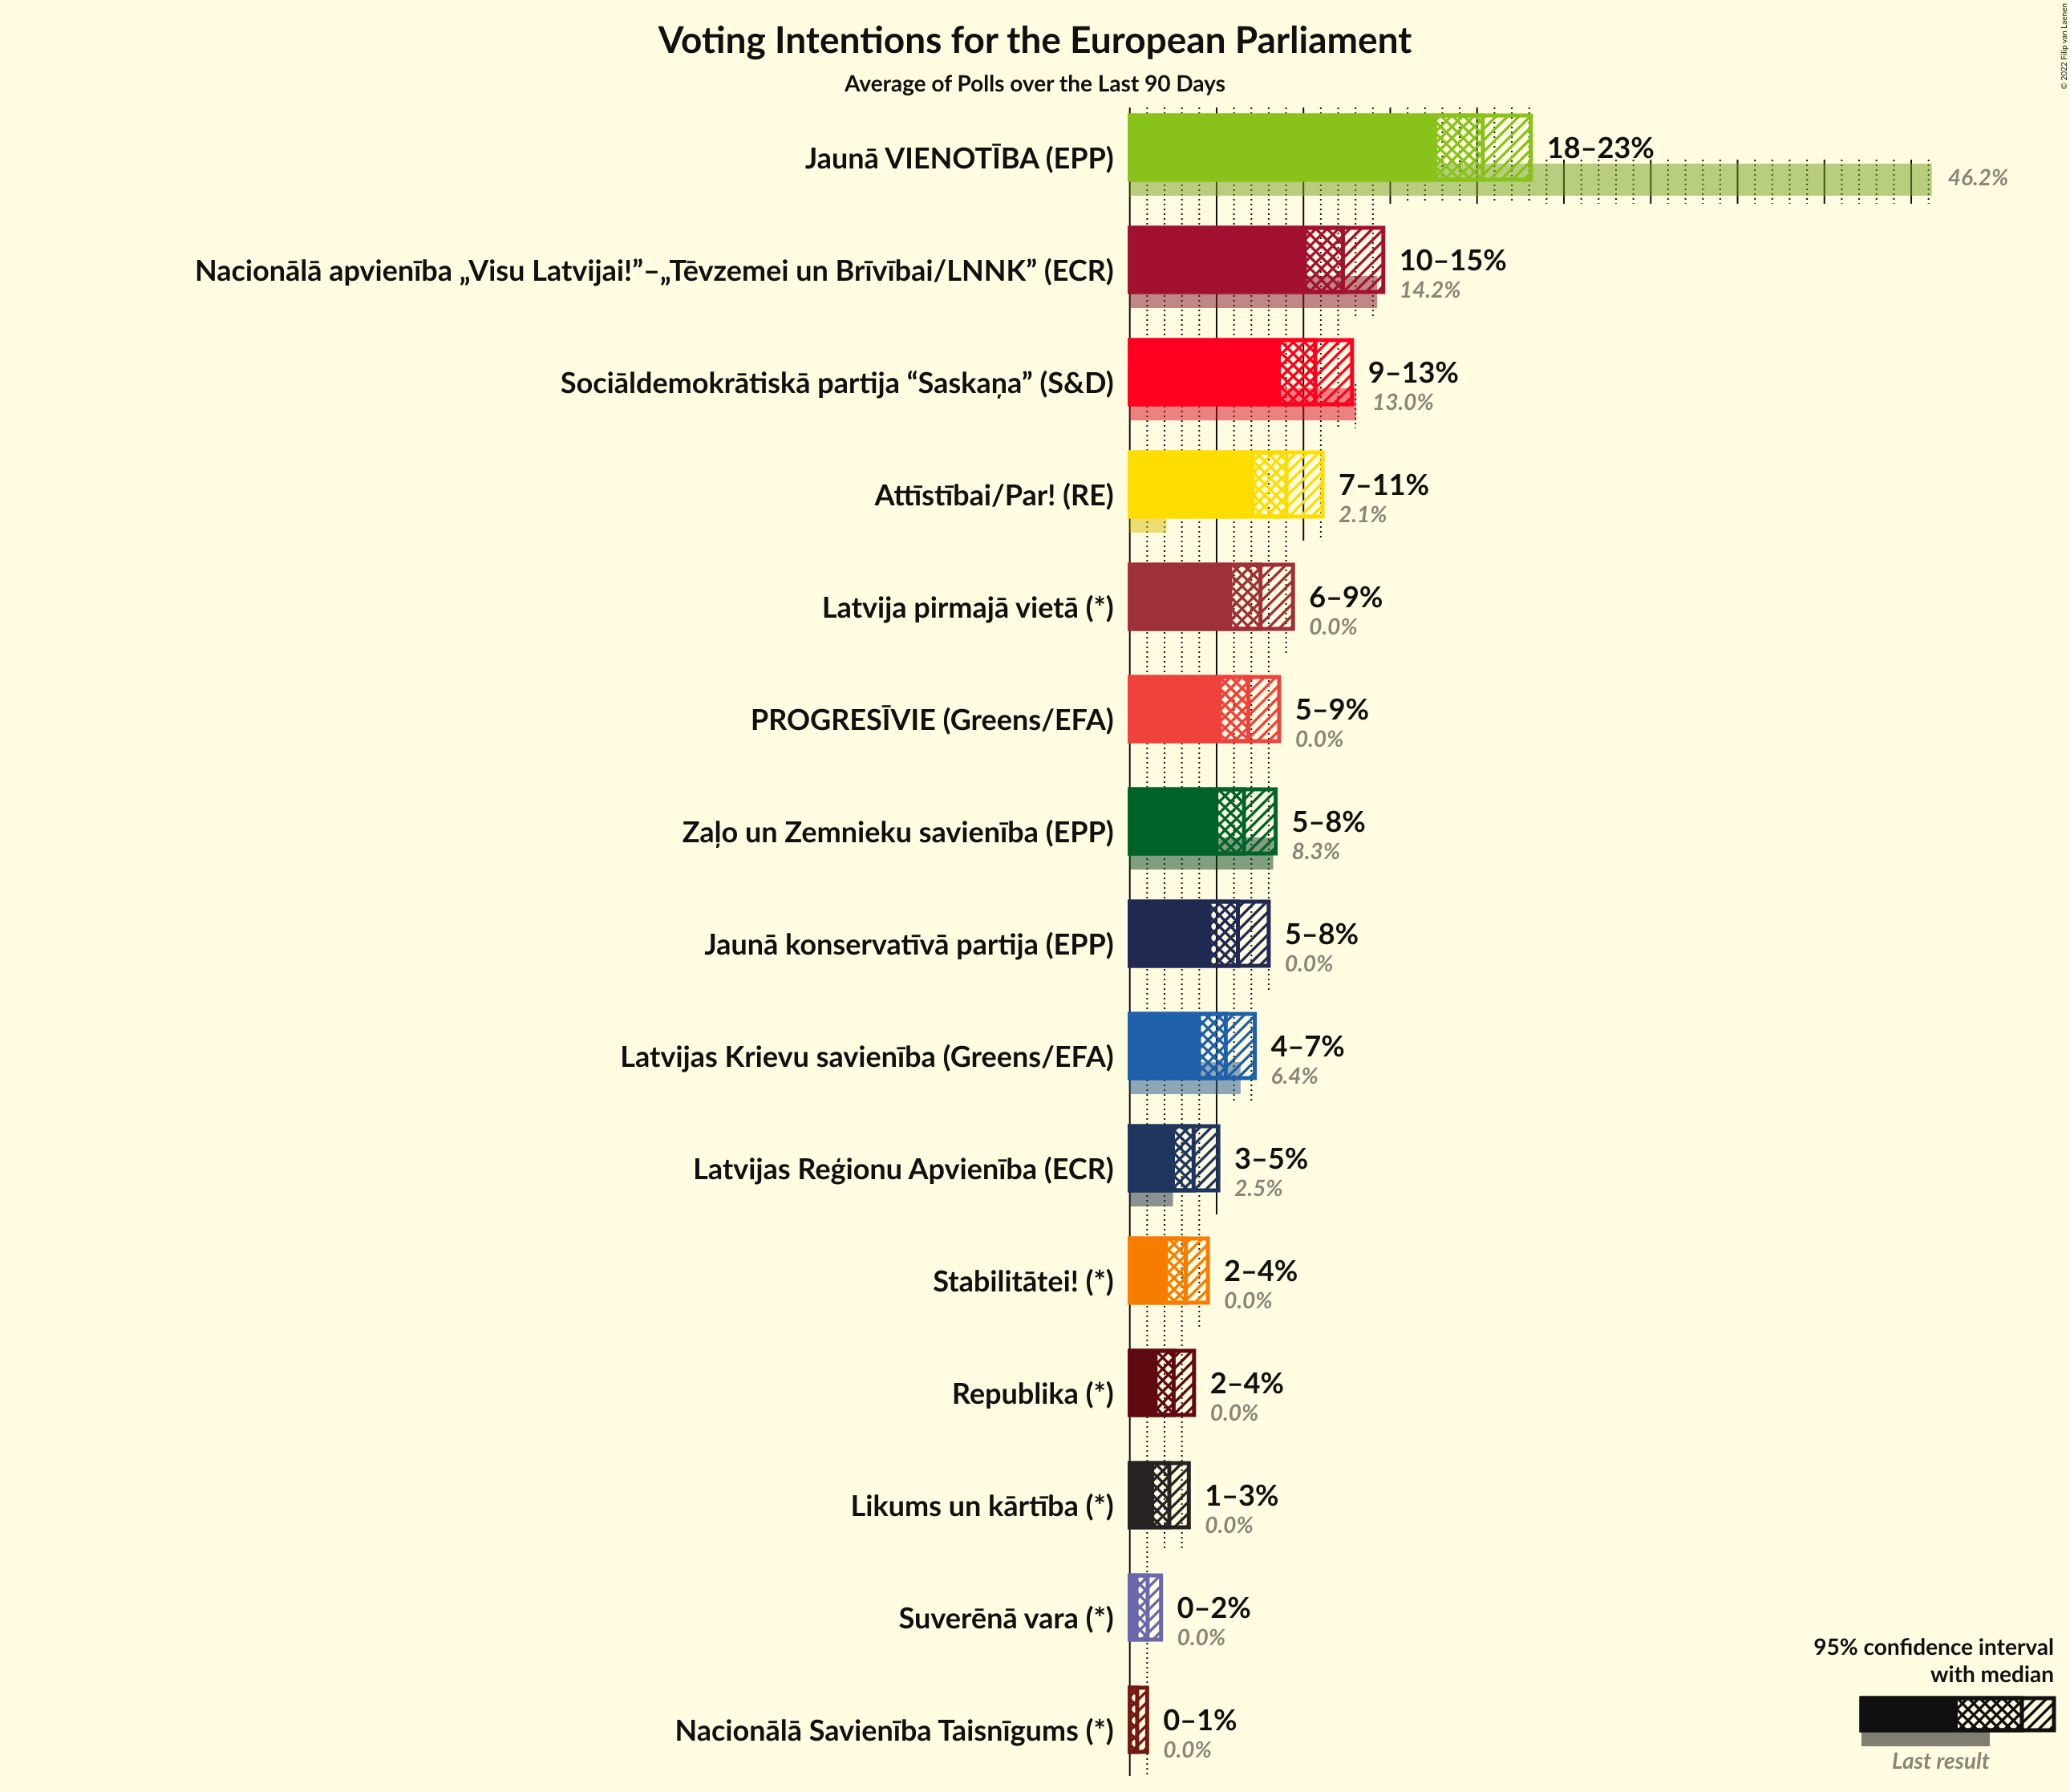 Voting Intentions for the European Parliament
Average of Polls over the Last 90 Days
© 2022 Filip van Laenen
Jaunā VIENOTĪBA (EPP)
18–23%
46.2%
Nacionālā apvienība „Visu Latvijai!”–„Tēvzemei un Brīvībai/LNNK” (ECR)
10–15%
14.2%
Sociāldemokrātiskā partija “Saskaņa” (S&D)
9–13%
13.0%
Attīstībai/Par! (RE)
7–11%
2.1%
Latvija pirmajā vietā (*)
6–9%
0.0%
PROGRESĪVIE (Greens/EFA)
5–9%
0.0%
Zaļo un Zemnieku savienība (EPP)
5–8%
8.3%
Jaunā konservatīvā partija (EPP)
5–8%
0.0%
Latvijas Krievu savienība (Greens/EFA)
4–7%
6.4%
Latvijas Reģionu Apvienība (ECR)
3–5%
2.5%
Stabilitātei! (*)
2–4%
0.0%
Republika (*)
2–4%
0.0%
Likums un kārtība (*)
1–3%
0.0%
Suverēnā vara (*)
0–2%
0.0%
Nacionālā Savienība Taisnīgums (*)
0–1%
0.0%
95% confidence interval
with median
Last result